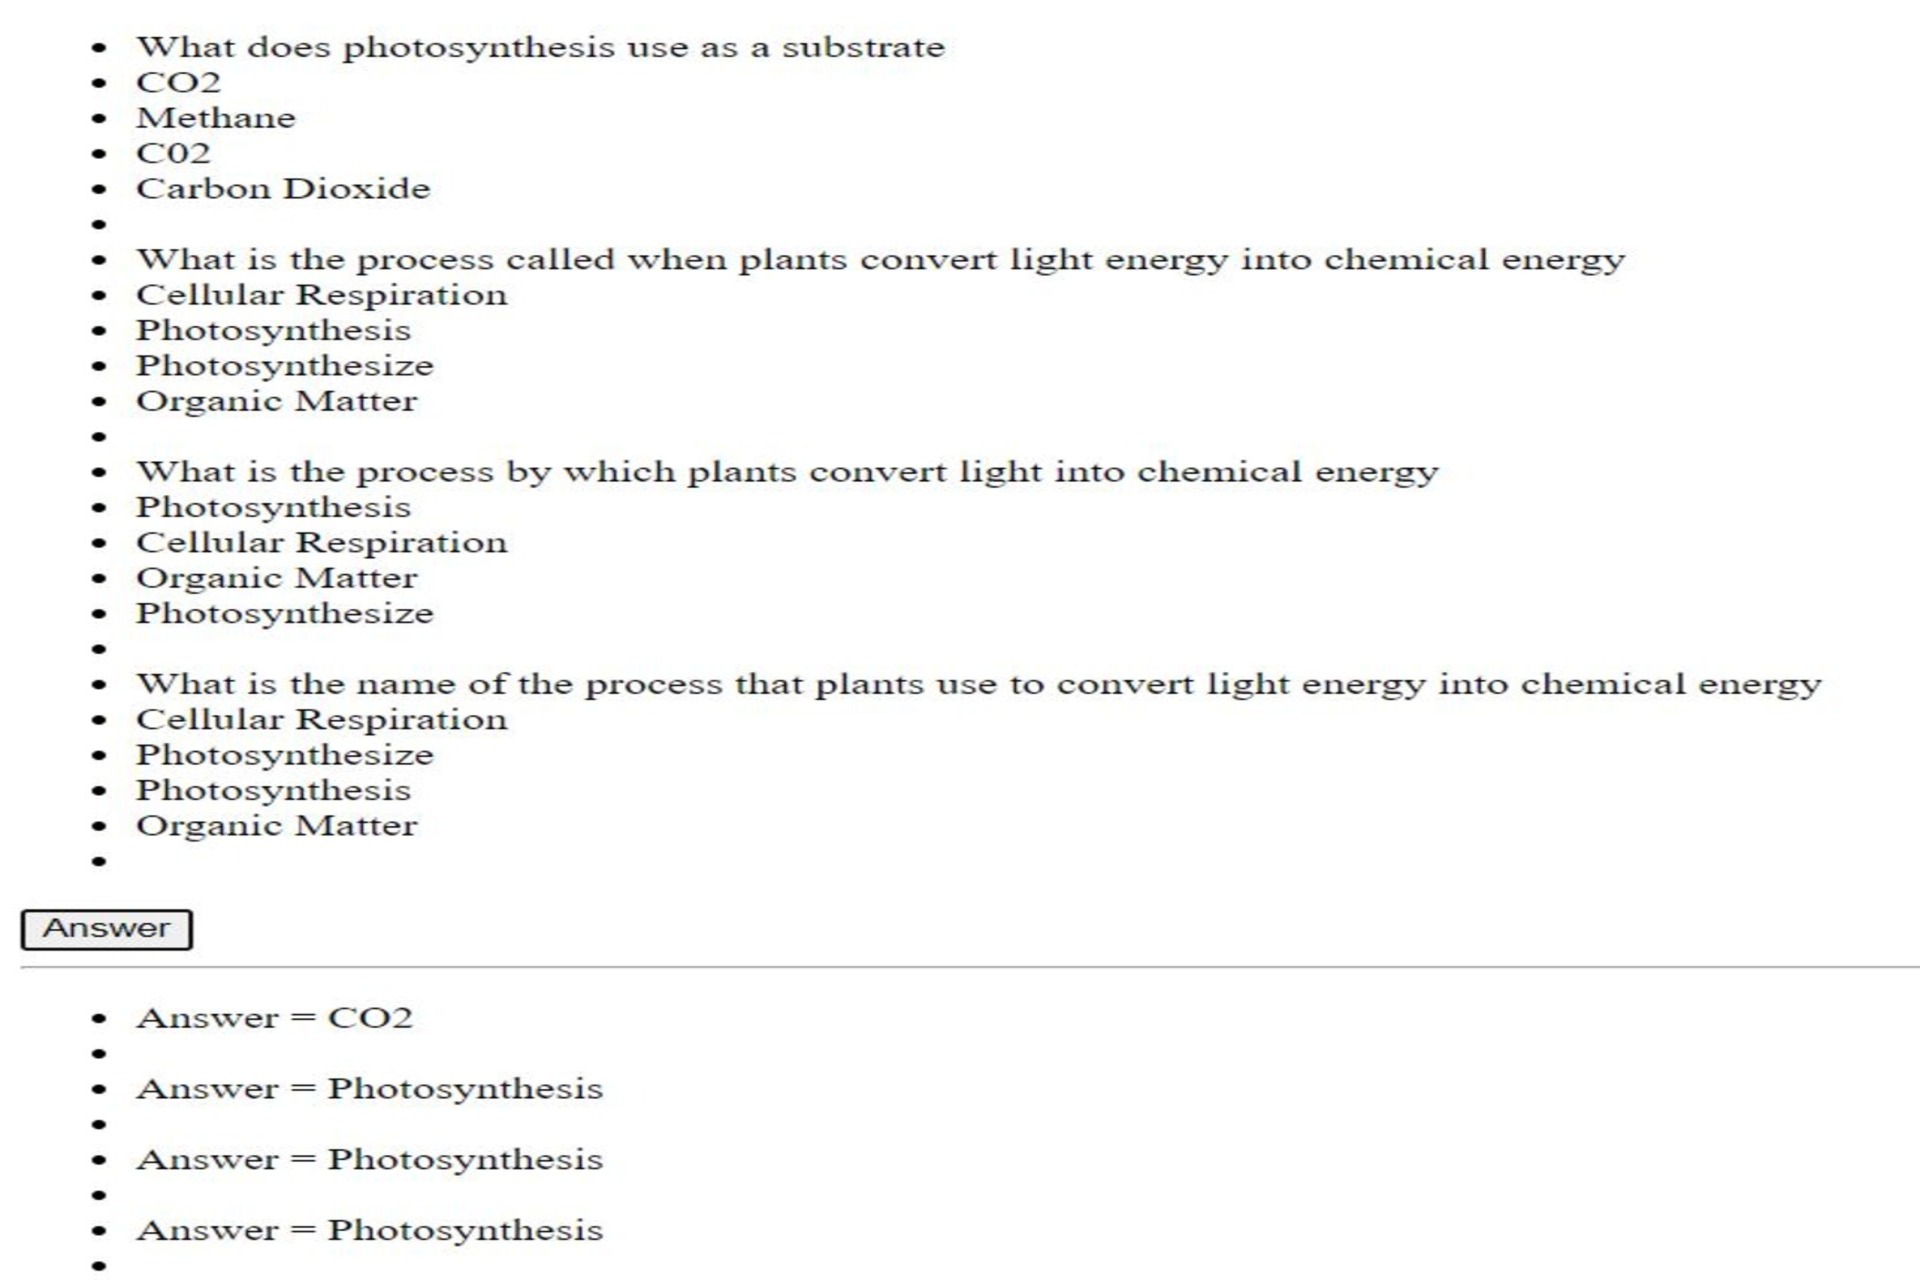 What does photosynthesis use as a substrate
CO2
Methane
C02
Carbon Dioxide
What is the process called when plants convert light energy into chemical energy
Cellular Respiration
Photosynthesis
Photosynthesize
Organic Matter
What is the process by which plants convert light into chemical energy
Photosynthesis
Cellular Respiration
Organic Matter
Photosynthesize
What is the name of the process that plants use to convert light energy into chemical energy
Cellular Respiration
Photosynthesize
Photosynthesis
Organic Matter
Answer
Answer = CO2
Answer = Photosynthesis
Answer = Photosynthesis
Answer = Photosynthesis